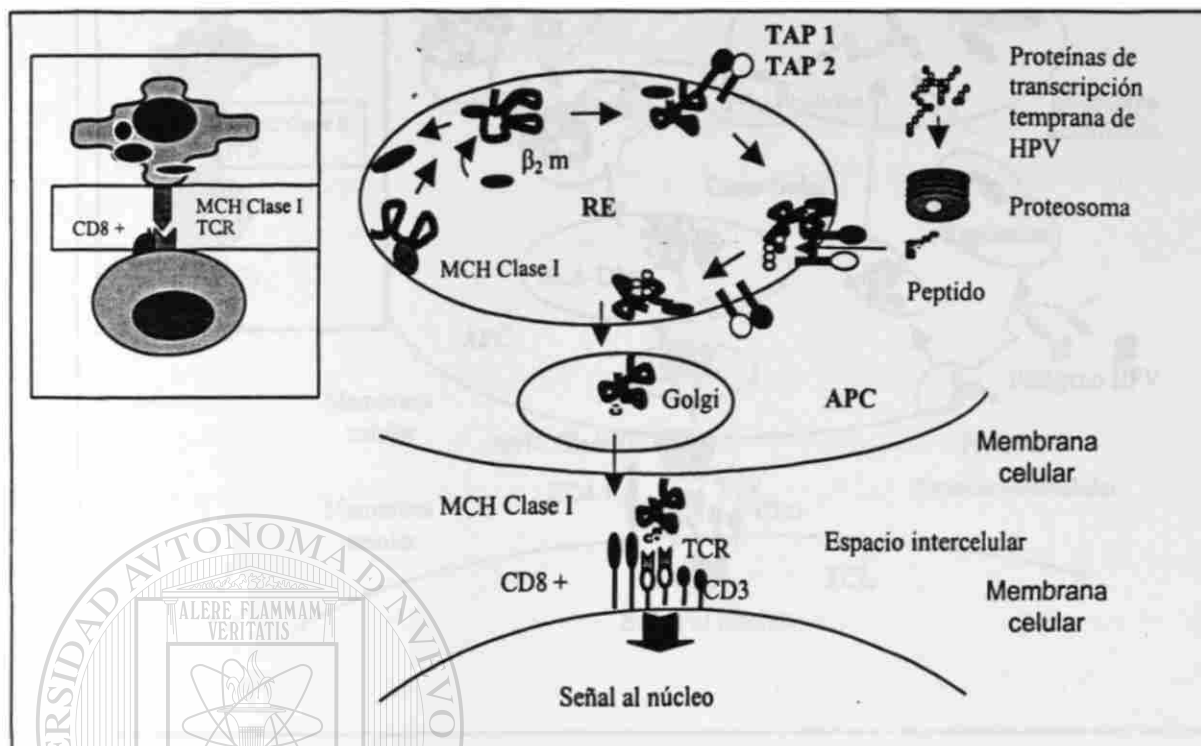 TAP 1
TAP 2
Proteínas de
transcripción
temprana de
HPV
β₂ m
RE
Proteosoma
CD8 +
MCH Clase I
TCR
MCH Clase I
Peptido
Golgi
APC
Membrana
celular
MCH Clase I
TCR
Espacio intercelular
CD8 +
CD3
Membrana
celular
Señal al núcleo
ALERE FLAMMAM
VERITATIS